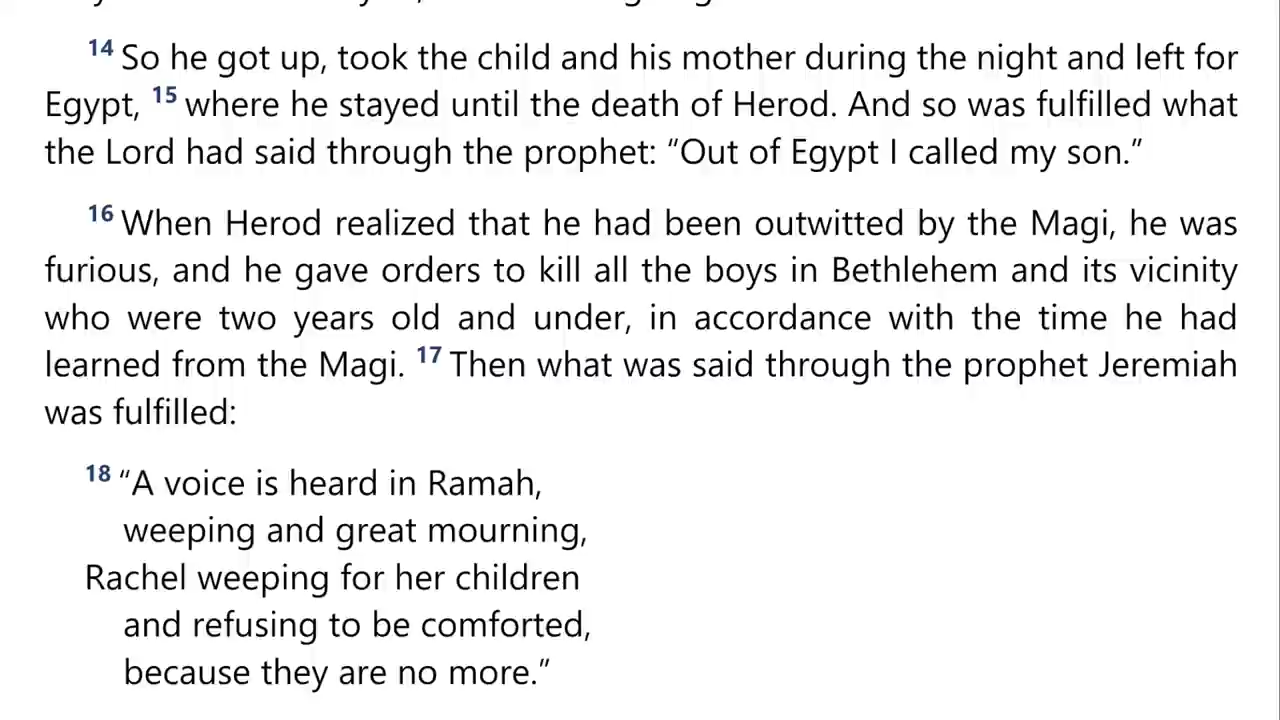 14 So he got up, took the child and his mother during the night and left for
Egypt, 15 where he stayed until the death of Herod. And so was fulfilled what
the Lord had said through the prophet: “Out of Egypt I called my son.”
16 When Herod realized that he had been outwitted by the Magi, he was
furious, and he gave orders to kill all the boys in Bethlehem and its vicinity
who were two years old and under, in accordance with the time he had
learned from the Magi. 17 Then what was said through the prophet Jeremiah
was fulfilled:
18 “A voice is heard in Ramah,
weeping and great mourning,
Rachel weeping for her children
and refusing to be comforted,
because they are no more.”